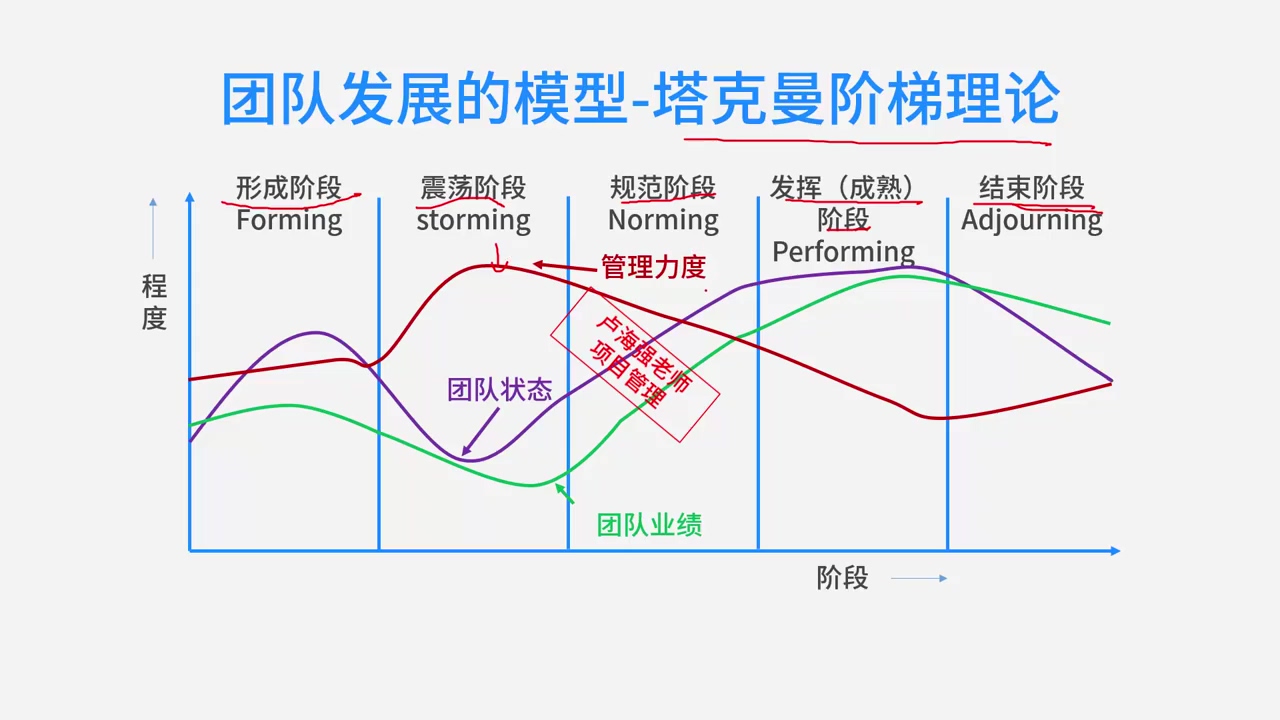 团队发展的模型-塔克曼阶梯理论
形成阶段
Forming
震荡阶段
storming
规范阶段
Norming
发挥（成熟）
阶段
Performing
结束阶段
Adjourning
程
度
管理力度
卢海强老师
项目管理
团队状态
团队业绩
阶段